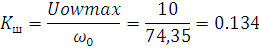 Kш = Uowmax / ω0 = 10 / 74,35 = 0.134